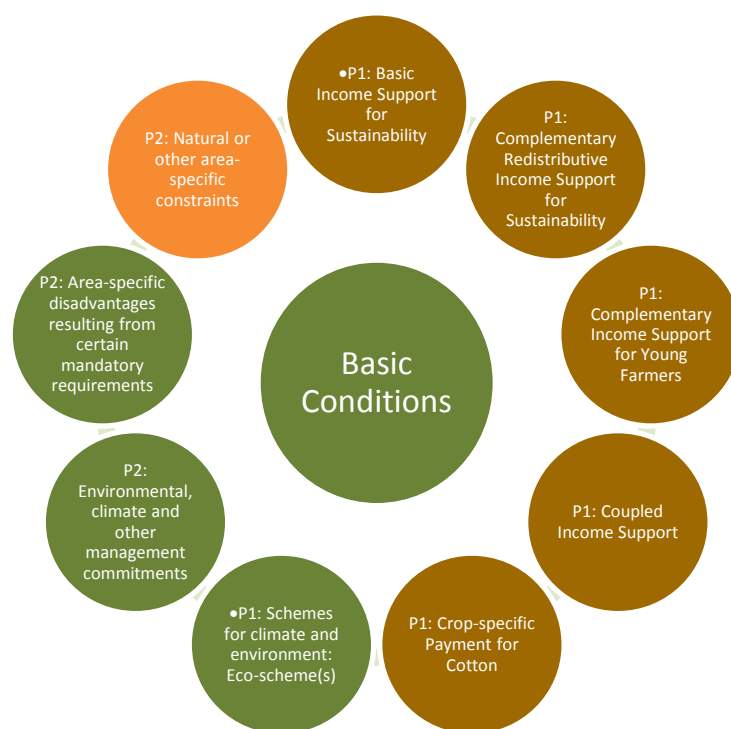 •P1: Basic
Income Support
for
Sustainability
P1:
Complementary
Redistributive
Income Support
for
Sustainability
P1:
Complementary
Income Support
for Young
Farmers
P1: Coupled
Income Support
P1: Crop-specific
Payment for
Cotton
•P1: Schemes
for climate and
environment:
Eco-scheme(s)
P2:
Environmental,
climate and
other
management
commitments
P2: Area-specific
disadvantages
resulting from
certain
mandatory
requirements
P2: Natural or
other area-
specific
constraints
Basic
Conditions